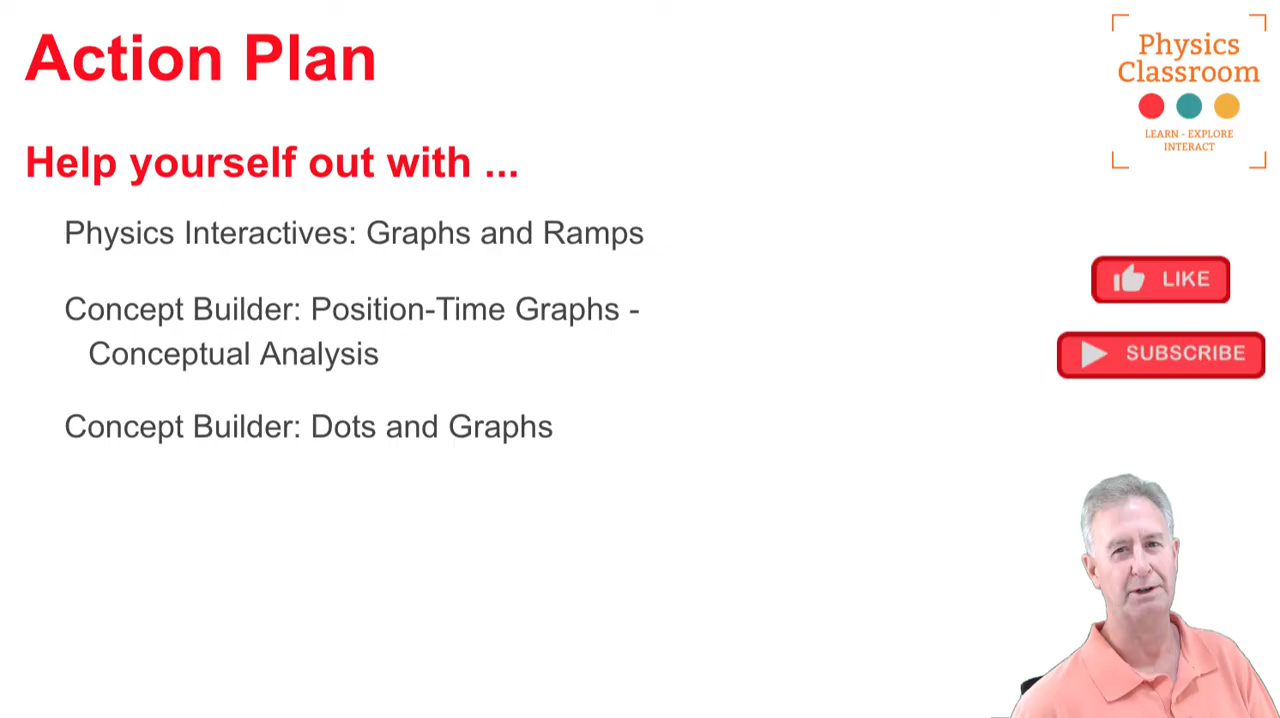 Action Plan
Help yourself out with ...
Physics Interactives: Graphs and Ramps
Concept Builder: Position-Time Graphs -
Conceptual Analysis
Concept Builder: Dots and Graphs
Physics
Classroom
LEARN - EXPLORE
INTERACT
LIKE
SUBSCRIBE